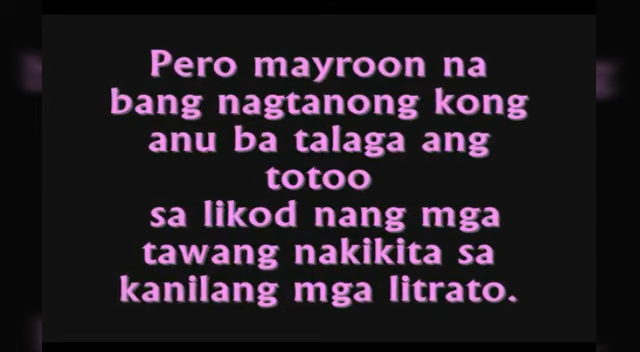 Pero mayroon na
bang nagtanong kong
anu ba talaga ang
totoo
sa likod nang mga
tawang nakikita sa
kanilang mga litrato.